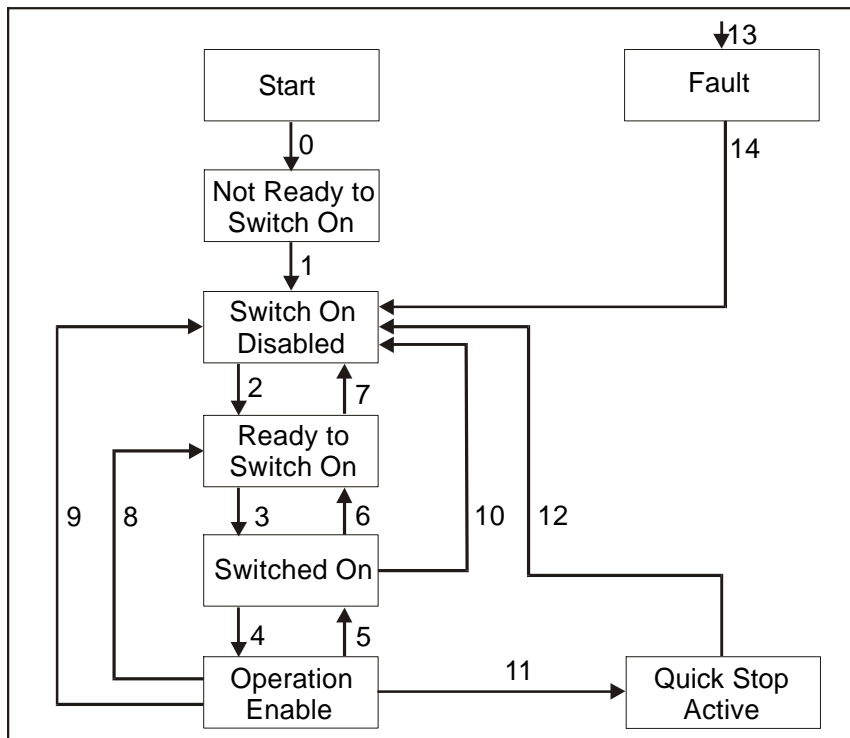 Start
13
Fault
0
14
Not Ready to
Switch On
1
Switch On
Disabled
2
7
Ready to
Switch On
9
8
3
6
10
12
Switched On
4
5
Operation
Enable
11
Quick Stop
Active